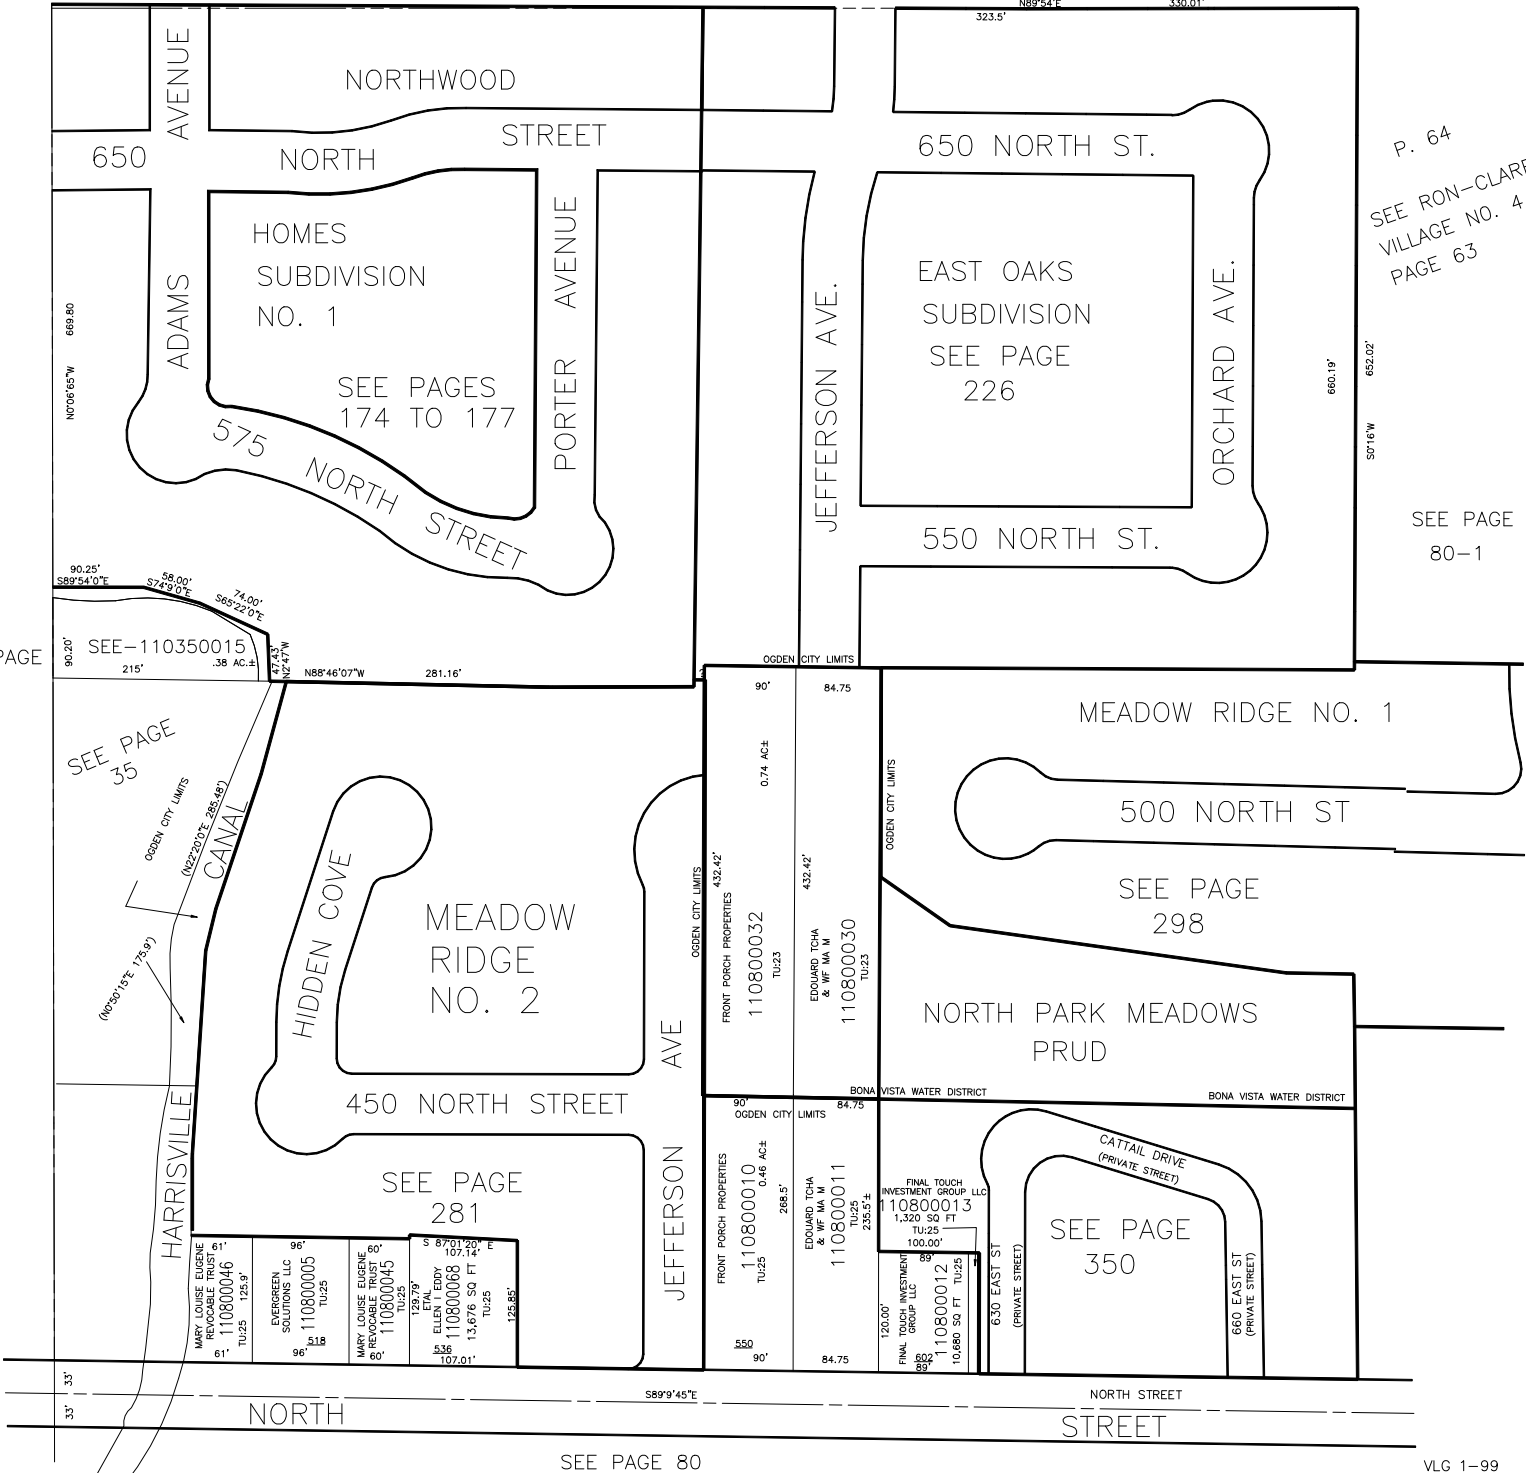 N89°54'E
330.01'
323.5'
AVENUE
NORTHWOOD
STREET
650
NORTH
650 NORTH ST.
P. 64
SEE RON-CLARE
VILLAGE NO. 4
PAGE 63
HOMES
SUBDIVISION
NO. 1
ADAMS
SEE PAGES
174 TO 177
PORTER AVENUE
669.80
N0°06'65"W
575 NORTH STREET
JEFFERSON AVE.
EAST OAKS
SUBDIVISION
SEE PAGE
226
ORCHARD AVE.
660.19'
652.02'
S0°16'W
550 NORTH ST.
SEE PAGE
80-1
90.25'
S89°54'0"E
58.00'
S74°9'0"E
74.00'
S65°22'0"E
PAGE
90.20'
SEE-110350015
215'
.38 AC.±
47.43'
N2°47'W
N88°46'07"W
281.16'
OGDEN CITY LIMITS
90'
84.75
MEADOW RIDGE NO. 1
SEE PAGE
35
OGDEN CITY LIMITS
(N22°20'0"E 285.48')
CANAL
(N0°50'15"E 175.9')
HARRISVILLE
HIDDEN COVE
MEADOW
RIDGE
NO. 2
OGDEN CITY LIMITS
0.74 AC±
432.42'
FRONT PORCH PROPERTIES
110800032
TU:23
432.42'
EDOUARD TCHA
& WF MA M
110800030
TU:23
OGDEN CITY LIMITS
500 NORTH ST
SEE PAGE
298
NORTH PARK MEADOWS
PRUD
BONA VISTA WATER DISTRICT
BONA VISTA WATER DISTRICT
450 NORTH STREET
JEFFERSON AVE
SEE PAGE
281
90'
84.75
OGDEN CITY LIMITS
FRONT PORCH PROPERTIES
110800010
TU:25
0.46 AC±
268.5'
550
90'
EDOUARD TCHA
& WF MA M
110800011
TU:25
235.5'±
84.75
FINAL TOUCH
INVESTMENT GROUP LLC
110800013
1,320 SQ FT
TU:25
100.00'
89'
120.00'
FINAL TOUCH INVESTMENT
GROUP LLC
110800012
10,680 SQ FT TU:25
602
89'
CATTAIL DRIVE
(PRIVATE STREET)
630 EAST ST
(PRIVATE STREET)
SEE PAGE
350
660 EAST ST
(PRIVATE STREET)
61'
MARY LOUISE EUGENE
REVOCABLE TRUST
110800046
TU:25 125.9'
61'
96'
EVERGREEN
SOLUTIONS LLC
110800005
TU:25
518
96'
60'
MARY LOUISE EUGENE
REVOCABLE TRUST
110800045
TU:25
60'
S 87°01'20" E
107.14'
129.79'
ETAL
ELLEN I EDDY
110800068
13,676 SQ FT
TU:25
125.85'
536
107.01'
33'
33'
S89°9'45"E
NORTH STREET
NORTH
STREET
SEE PAGE 80
VLG 1-99